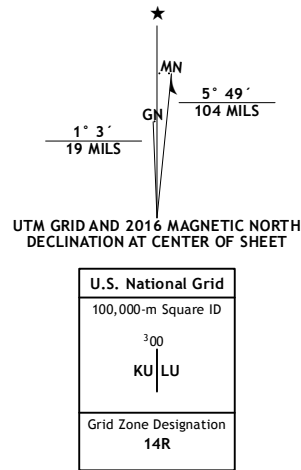 ★
MN
GN
5° 49´
104 MILS
1° 3´
19 MILS
UTM GRID AND 2016 MAGNETIC NORTH
DECLINATION AT CENTER OF SHEET
U.S. National Grid
100,000-m Square ID
³00
KU LU
Grid Zone Designation
14R